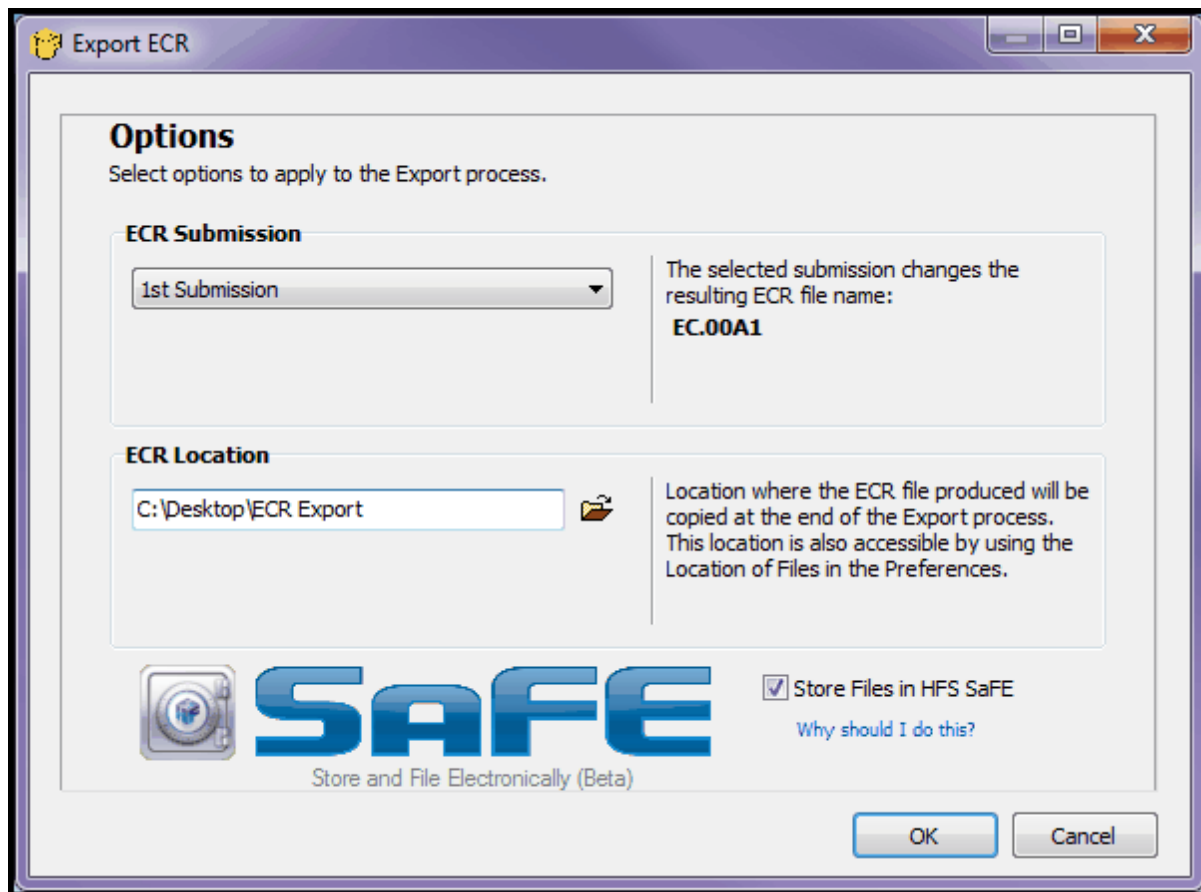 Export ECR
Options
Select options to apply to the Export process.
ECR Submission
1st Submission
The selected submission changes the
resulting ECR file name:
EC.00A1
ECR Location
C:\Desktop\ECR Export
Location where the ECR file produced will be
copied at the end of the Export process.
This location is also accessible by using the
Location of Files in the Preferences.
SaFE
Store and File Electronically (Beta)
Store Files in HFS SaFE
Why should I do this?
OK
Cancel